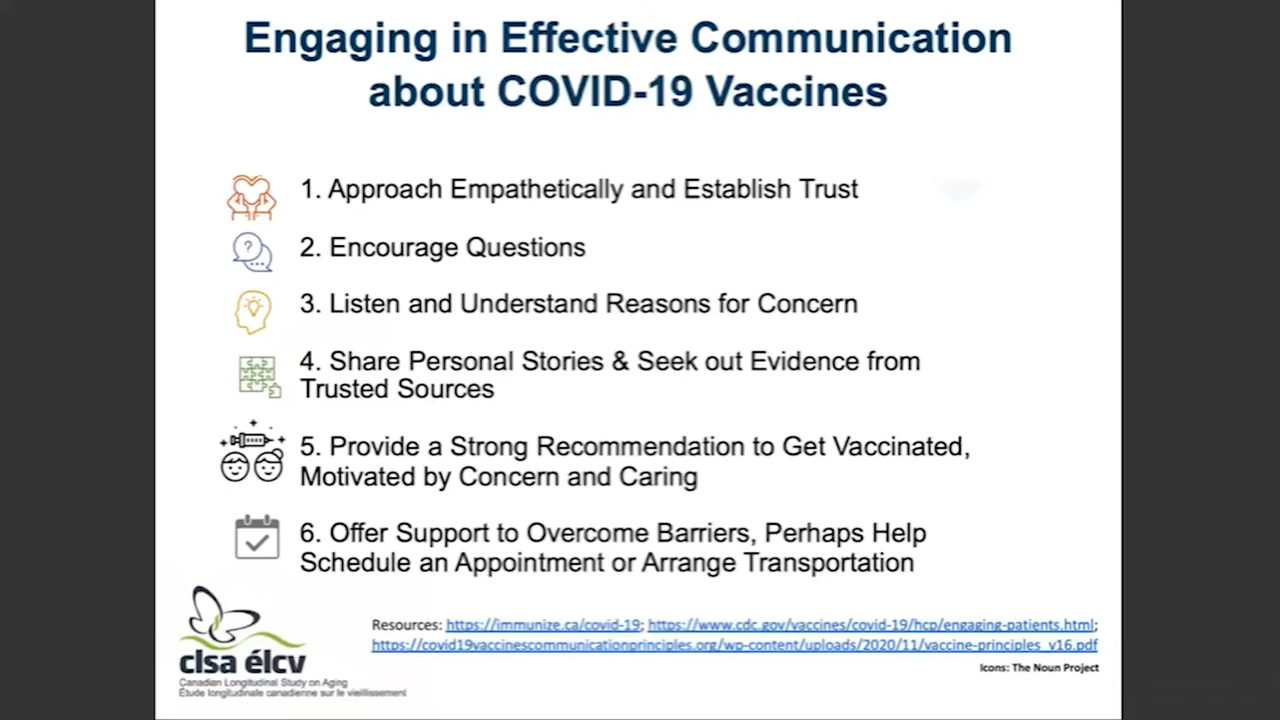 Engaging in Effective Communication
about COVID-19 Vaccines
1. Approach Empathetically and Establish Trust
?
2. Encourage Questions
3. Listen and Understand Reasons for Concern
4. Share Personal Stories & Seek out Evidence from
Trusted Sources
5. Provide a Strong Recommendation to Get Vaccinated,
Motivated by Concern and Caring
6. Offer Support to Overcome Barriers, Perhaps Help
Schedule an Appointment or Arrange Transportation
Resources: https://immunize.ca/covid-19; https://www.cdc.gov/vaccines/covid-19/hcp/engaging-patients.html;
https://covid19vaccinescommunicationprinciples.org/wp-content/uploads/2020/11/vaccine-principles_v16.pdf
Icons: The Noun Project
clsa élcv
Canadian Longitudinal Study on Aging
Étude longitudinale canadienne sur le vieillissement